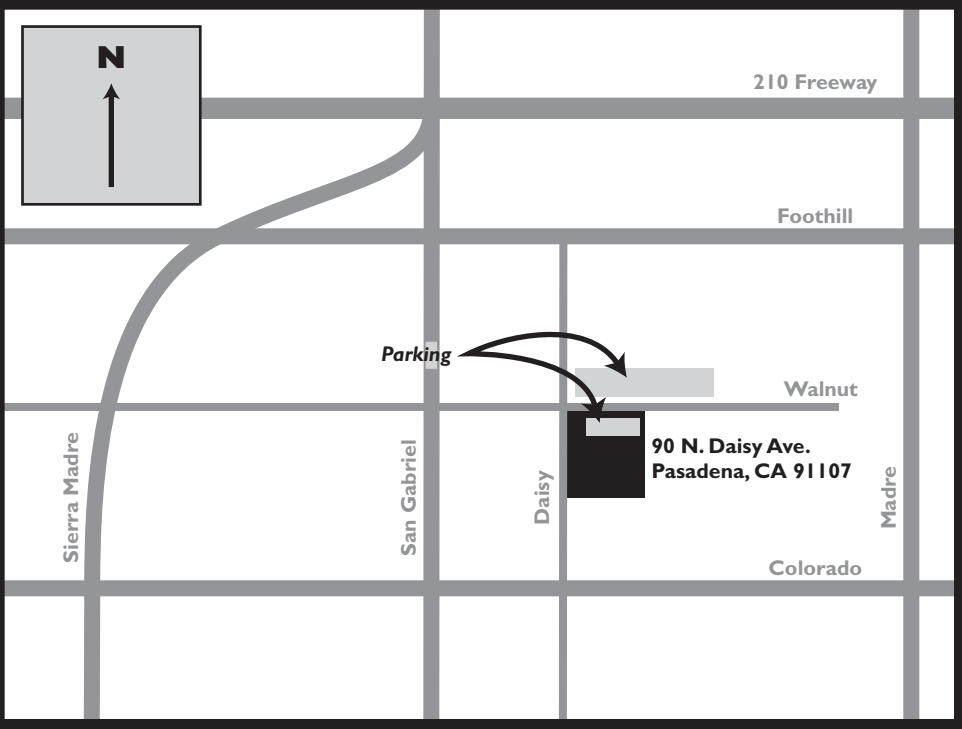 N
210 Freeway
Foothill
Parking
Walnut
90 N. Daisy Ave.
Pasadena, CA 91107
Sierra Madre
San Gabriel
Daisy
Madre
Colorado